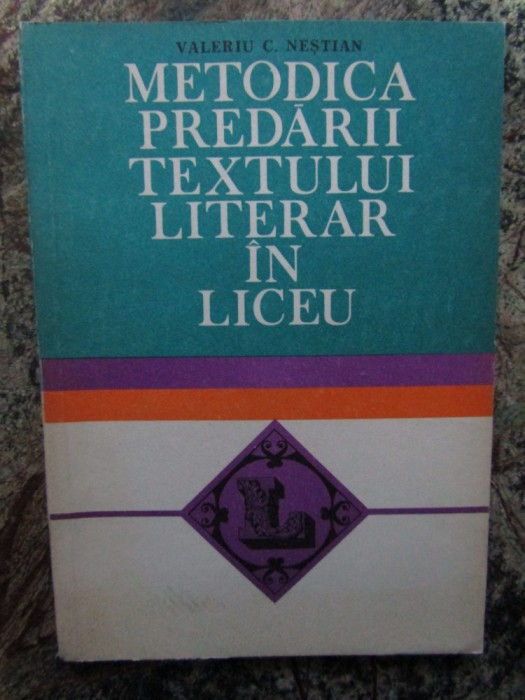 VALERIU C. NEȘTIAN
METODICA
PREDĂRII
TEXTULUI
LITERAR
ÎN
LICEU
L